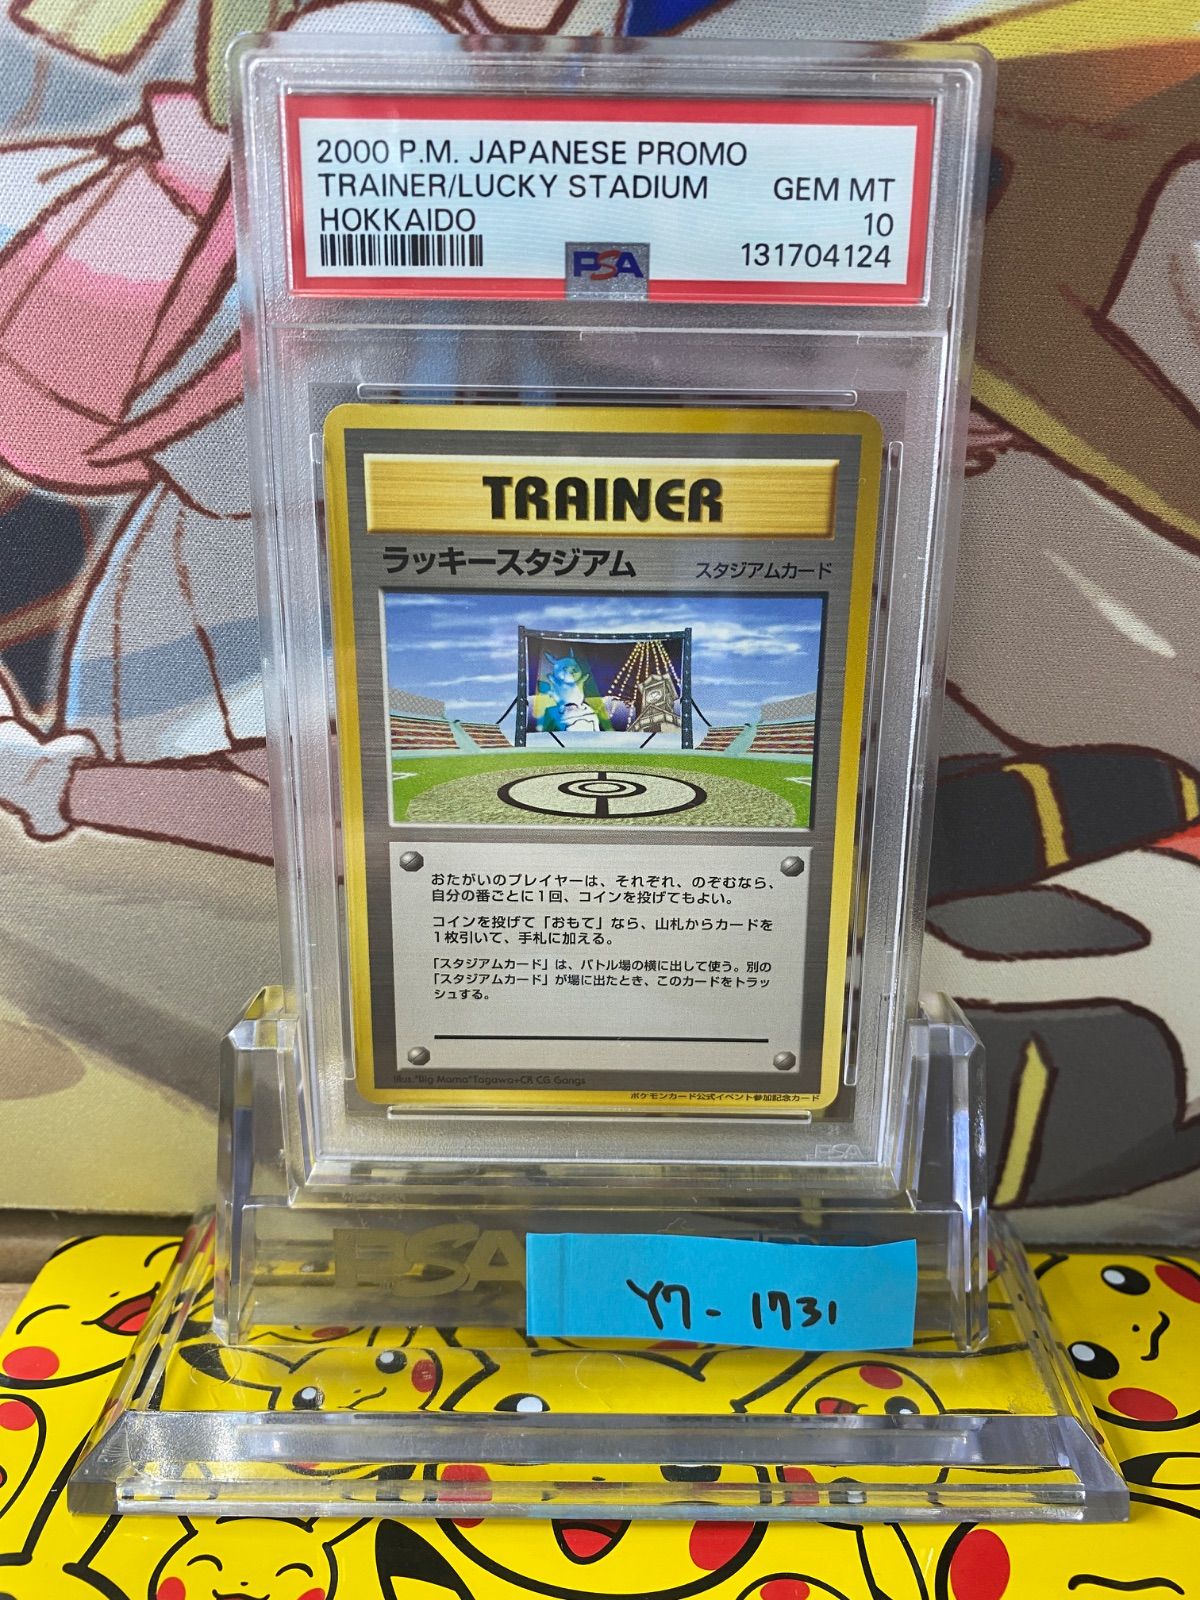 2000 P.M. JAPANESE PROMO
TRAINER/LUCKY STADIUM GEM MT
HOKKAIDO 10
131704124
PSA
TRAINER
ラッキースタジアム スタジアムカード
おたがいのプレイヤーは、それぞれ、のぞむなら、
自分の番ごとに1回、コインを投げてもよい。
コインを投げて「おもて」なら、山札からカードを
1枚引いて、手札に加える。
「スタジアムカード」は、バトル場の横に出して使う。別の
「スタジアムカード」が場に出たとき、このカードをトラッ
シュする。
Illus."Big Mama"Tagawa+CR CG Gangs
ポケモンカード公式イベント参加記念カード
PSA
PSA
Y7-1731